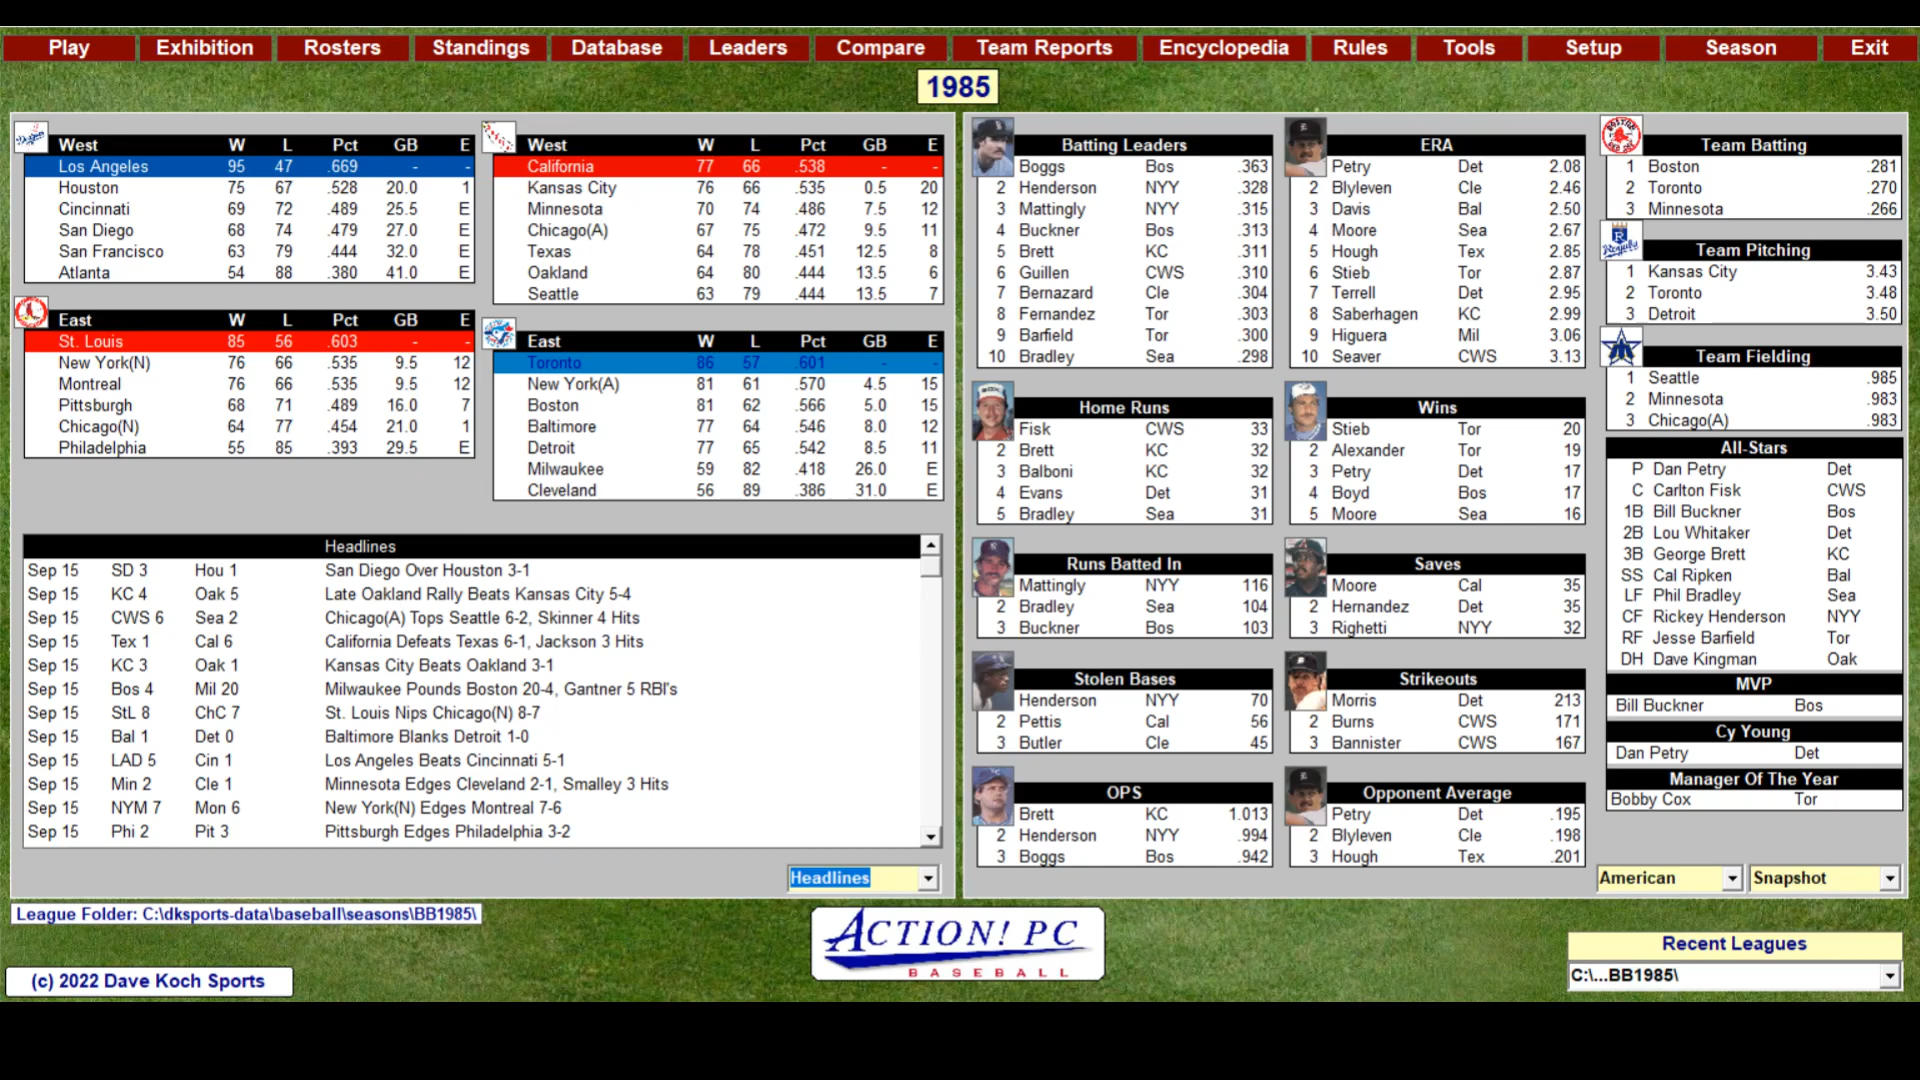 Play Exhibition Rosters Standings Database Leaders Compare Team Reports Encyclopedia Rules Tools Setup Season Exit
1985
West W L Pct GB E
Los Angeles 95 47 .669 - -
Houston 75 67 .528 20.0 1
Cincinnati 69 72 .489 25.5 E
San Diego 68 74 .479 27.0 E
San Francisco 63 79 .444 32.0 E
Atlanta 54 88 .380 41.0 E
East W L Pct GB E
St. Louis 85 56 .603 - -
New York(N) 76 66 .535 9.5 12
Montreal 76 66 .535 9.5 12
Pittsburgh 68 71 .489 16.0 7
Chicago(N) 64 77 .454 21.0 1
Philadelphia 55 85 .393 29.5 E
West W L Pct GB E
California 77 66 .538 - -
Kansas City 76 66 .535 0.5 20
Minnesota 70 74 .486 7.5 12
Chicago(A) 67 75 .472 9.5 11
Texas 64 78 .451 12.5 8
Oakland 64 80 .444 13.5 6
Seattle 63 79 .444 13.5 7
East W L Pct GB E
Toronto 86 57 .601 - -
New York(A) 81 61 .570 4.5 15
Boston 81 62 .566 5.0 15
Baltimore 77 64 .546 8.0 12
Detroit 77 65 .542 8.5 11
Milwaukee 59 82 .418 26.0 E
Cleveland 56 89 .386 31.0 E
Headlines
Sep 15 SD 3 Hou 1 San Diego Over Houston 3-1
Sep 15 KC 4 Oak 5 Late Oakland Rally Beats Kansas City 5-4
Sep 15 CWS 6 Sea 2 Chicago(A) Tops Seattle 6-2, Skinner 4 Hits
Sep 15 Tex 1 Cal 6 California Defeats Texas 6-1, Jackson 3 Hits
Sep 15 KC 3 Oak 1 Kansas City Beats Oakland 3-1
Sep 15 Bos 4 Mil 20 Milwaukee Pounds Boston 20-4, Gantner 5 RBI's
Sep 15 StL 8 ChC 7 St. Louis Nips Chicago(N) 8-7
Sep 15 Bal 1 Det 0 Baltimore Blanks Detroit 1-0
Sep 15 LAD 5 Cin 1 Los Angeles Beats Cincinnati 5-1
Sep 15 Min 2 Cle 1 Minnesota Edges Cleveland 2-1, Smalley 3 Hits
Sep 15 NYM 7 Mon 6 New York(N) Edges Montreal 7-6
Sep 15 Phi 2 Pit 3 Pittsburgh Edges Philadelphia 3-2
Headlines
Batting Leaders
Boggs Bos .363
2 Henderson NYY .328
3 Mattingly NYY .315
4 Buckner Bos .313
5 Brett KC .311
6 Guillen CWS .310
7 Bernazard Cle .304
8 Fernandez Tor .303
9 Barfield Tor .300
10 Bradley Sea .298
Home Runs
Fisk CWS 33
2 Brett KC 32
3 Balboni KC 32
4 Evans Det 31
5 Bradley Sea 31
Runs Batted In
Mattingly NYY 116
2 Bradley Sea 104
3 Buckner Bos 103
Stolen Bases
Henderson NYY 70
2 Pettis Cal 56
3 Butler Cle 45
OPS
Brett KC 1.013
2 Henderson NYY .994
3 Boggs Bos .942
ERA
Petry Det 2.08
2 Blyleven Cle 2.46
3 Davis Bal 2.50
4 Moore Sea 2.67
5 Hough Tex 2.85
6 Stieb Tor 2.87
7 Terrell Det 2.95
8 Saberhagen KC 2.99
9 Higuera Mil 3.06
10 Seaver CWS 3.13
Wins
Stieb Tor 20
2 Alexander Tor 19
3 Petry Det 17
4 Boyd Bos 17
5 Moore Sea 16
Saves
Moore Cal 35
2 Hernandez Det 35
3 Righetti NYY 32
Strikeouts
Morris Det 213
2 Burns CWS 171
3 Bannister CWS 167
Opponent Average
Petry Det .195
2 Blyleven Cle .198
3 Hough Tex .201
Team Batting
1 Boston .281
2 Toronto .270
3 Minnesota .266
Team Pitching
1 Kansas City 3.43
2 Toronto 3.48
3 Detroit 3.50
Team Fielding
1 Seattle .985
2 Minnesota .983
3 Chicago(A) .983
All-Stars
P Dan Petry Det
C Carlton Fisk CWS
1B Bill Buckner Bos
2B Lou Whitaker Det
3B George Brett KC
SS Cal Ripken Bal
LF Phil Bradley Sea
CF Rickey Henderson NYY
RF Jesse Barfield Tor
DH Dave Kingman Oak
MVP
Bill Buckner Bos
Cy Young
Dan Petry Det
Manager Of The Year
Bobby Cox Tor
American Snapshot
League Folder: C:\dksports-data\baseball\seasons\BB1985\
(c) 2022 Dave Koch Sports
ACTION! PC
BASEBALL
Recent Leagues
C:\...BB1985\